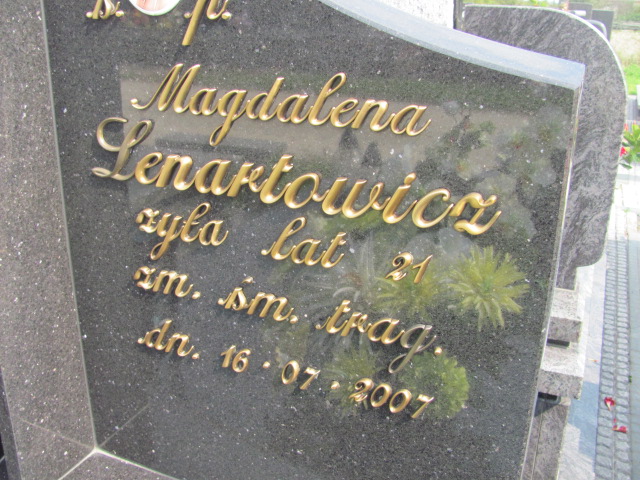 ś. p.
Magdalena
Lenartowicz
żyła lat 21
zm. śm. trag.
dn. 16 · 07 · 2007